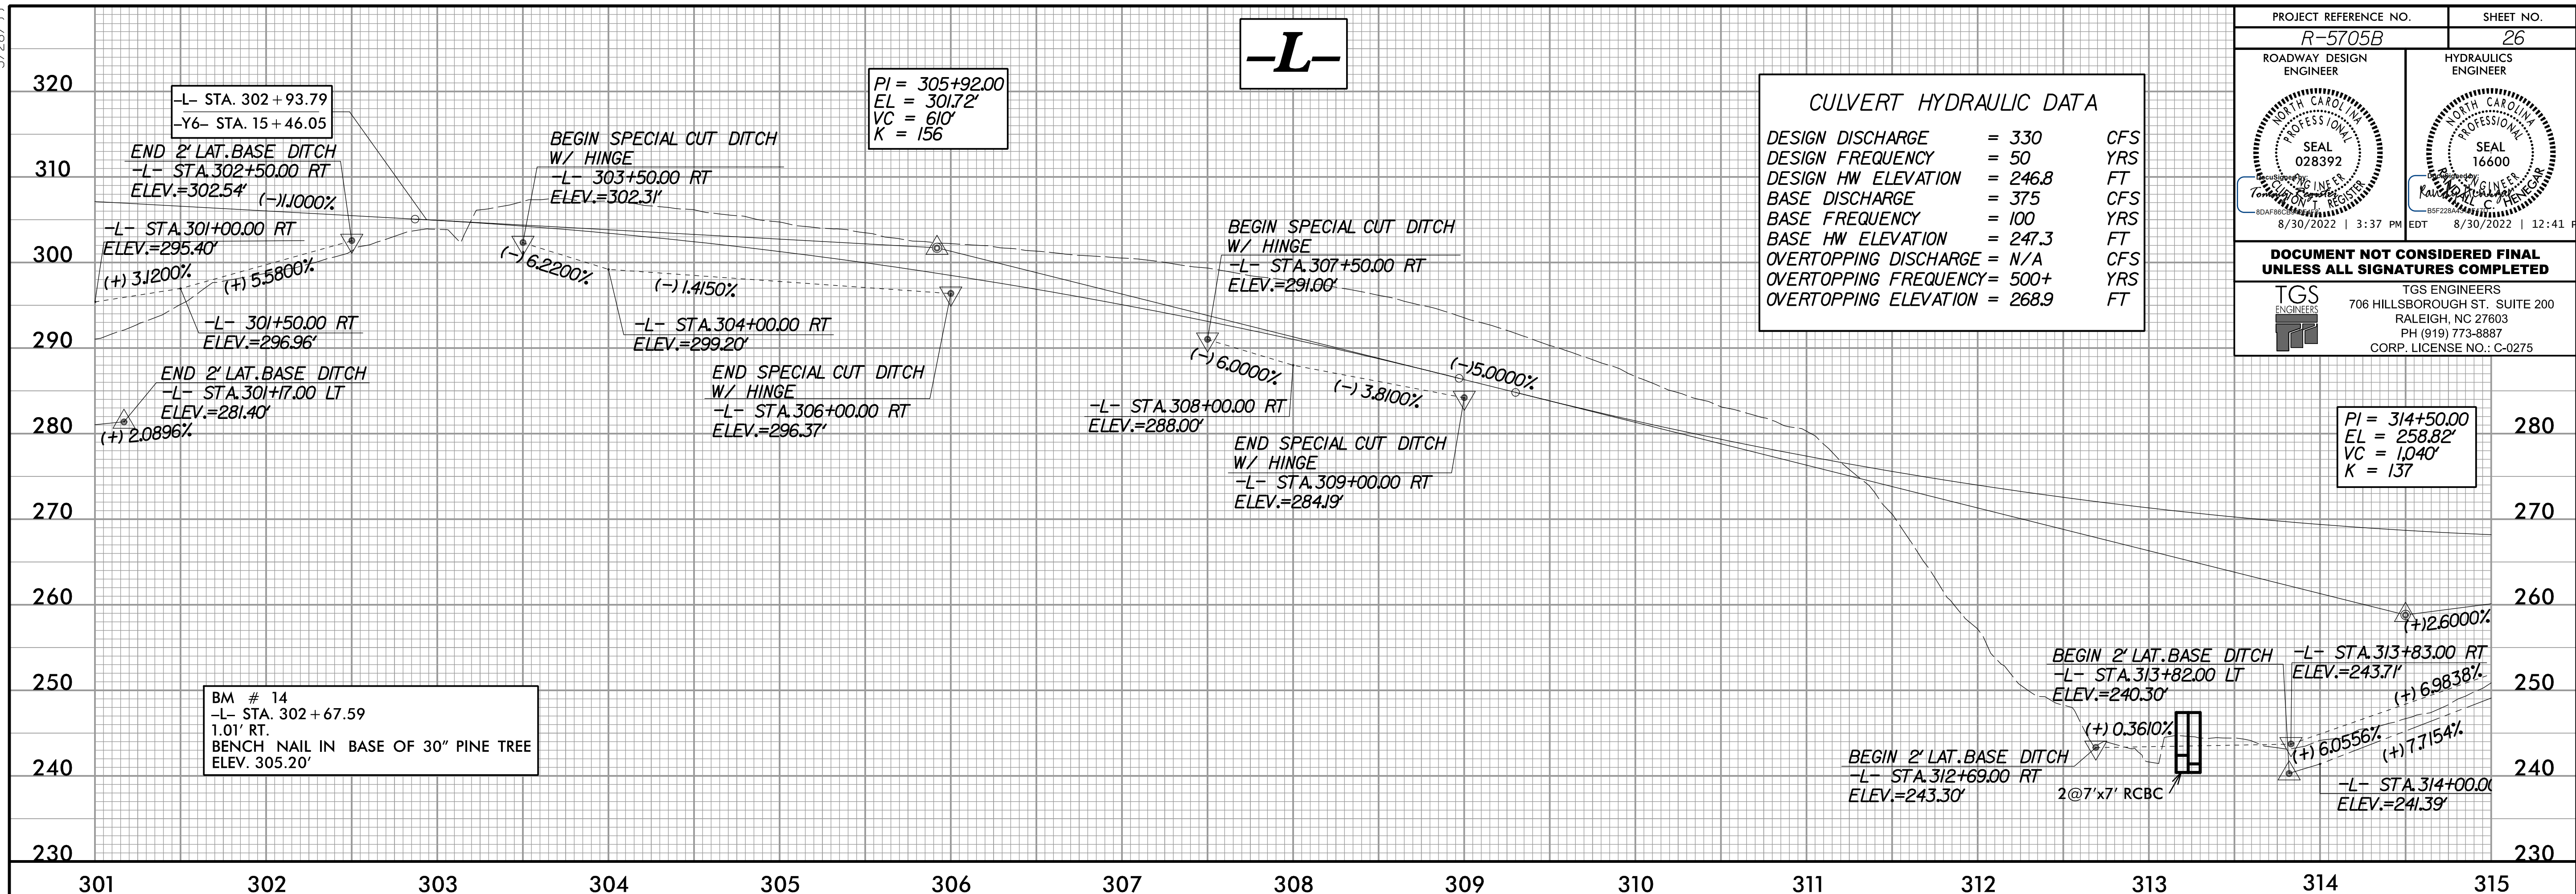 -L-
PROJECT REFERENCE NO.
SHEET NO.
R-5705B
26
ROADWAY DESIGN
ENGINEER
HYDRAULICS
ENGINEER
NORTH CAROLINA
PROFESSIONAL
SEAL
028392
ENGINEER
CLIFTON T. REGISTER
DocuSigned by:
8/30/2022 | 3:37 PM EDT
NORTH CAROLINA
PROFESSIONAL
SEAL
16600
ENGINEER
RANDALL C. HENEGAR
DocuSigned by:
8/30/2022 | 12:41 P
DOCUMENT NOT CONSIDERED FINAL
UNLESS ALL SIGNATURES COMPLETED
TGS
ENGINEERS
TGS ENGINEERS
706 HILLSBOROUGH ST. SUITE 200
RALEIGH, NC 27603
PH (919) 773-8887
CORP. LICENSE NO.: C-0275
CULVERT HYDRAULIC DATA
DESIGN DISCHARGE = 330 CFS
DESIGN FREQUENCY = 50 YRS
DESIGN HW ELEVATION = 246.8 FT
BASE DISCHARGE = 375 CFS
BASE FREQUENCY = 100 YRS
BASE HW ELEVATION = 247.3 FT
OVERTOPPING DISCHARGE = N/A CFS
OVERTOPPING FREQUENCY = 500+ YRS
OVERTOPPING ELEVATION = 268.9 FT
-L- STA. 302+93.79
-Y6- STA. 15+46.05
END 2' LAT. BASE DITCH
-L- STA. 302+50.00 RT
ELEV.=302.54'
(-)1.1000%
-L- STA. 301+00.00 RT
ELEV.=295.40'
(+) 3.1200%
(+) 5.5800%
-L- 301+50.00 RT
ELEV.=296.96'
END 2' LAT. BASE DITCH
-L- STA. 301+17.00 LT
ELEV.=281.40'
(+) 2.0896%
BEGIN SPECIAL CUT DITCH
W/ HINGE
-L- 303+50.00 RT
ELEV.=302.31'
(-) 6.2200%
(-) 1.4150%
-L- STA. 304+00.00 RT
ELEV.=299.20'
PI = 305+92.00
EL = 301.72'
VC = 610'
K = 156
END SPECIAL CUT DITCH
W/ HINGE
-L- STA. 306+00.00 RT
ELEV.=296.37'
BEGIN SPECIAL CUT DITCH
W/ HINGE
-L- STA. 307+50.00 RT
ELEV.=291.00'
(-) 6.0000%
(-) 3.8100%
(-)5.0000%
-L- STA. 308+00.00 RT
ELEV.=288.00'
END SPECIAL CUT DITCH
W/ HINGE
-L- STA. 309+00.00 RT
ELEV.=284.19'
PI = 314+50.00
EL = 258.82'
VC = 1,040'
K = 137
(+)2.6000%
BEGIN 2' LAT. BASE DITCH
-L- STA. 313+82.00 LT
ELEV.=240.30'
-L- STA. 313+83.00 RT
ELEV.=243.71'
(+) 6.9838%
(+) 0.3610%
(+) 6.0556%
(+) 7.7154%
BEGIN 2' LAT. BASE DITCH
-L- STA. 312+69.00 RT
ELEV.=243.30'
2@7'x7' RCBC
-L- STA. 314+00.00
ELEV.=241.39'
BM # 14
-L- STA. 302+67.59
1.01' RT.
BENCH NAIL IN BASE OF 30" PINE TREE
ELEV. 305.20'
320
310
300
290
280
270
260
250
240
230
280
270
260
250
240
230
301 302 303 304 305 306 307 308 309 310 311 312 313 314 315